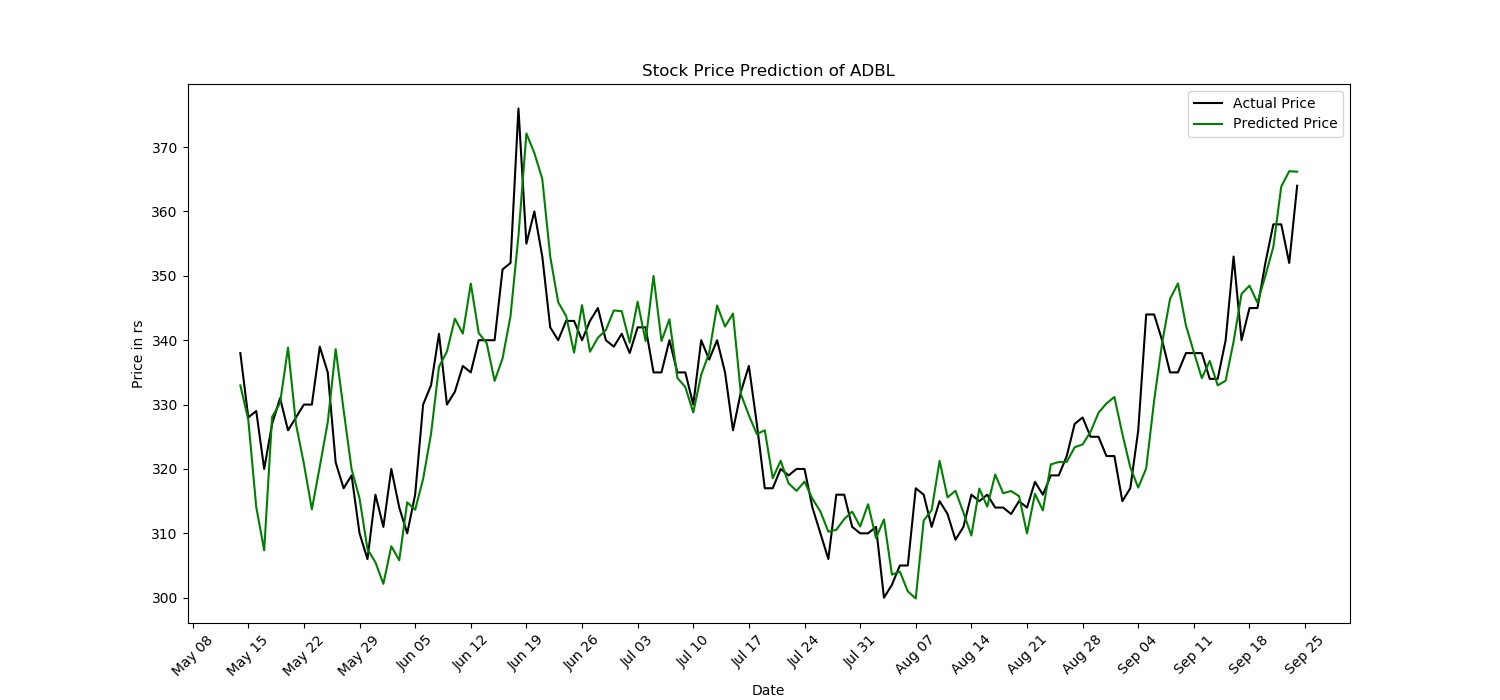 Stock Price Prediction of ADBL
Actual Price
Predicted Price
Price in rs
370
360
350
340
330
320
310
300
May 08
May 15
May 22
May 29
Jun 05
Jun 12
Jun 19
Jun 26
Jul 03
Jul 10
Jul 17
Jul 24
Jul 31
Aug 07
Aug 14
Aug 21
Aug 28
Sep 04
Sep 11
Sep 18
Sep 25
Date